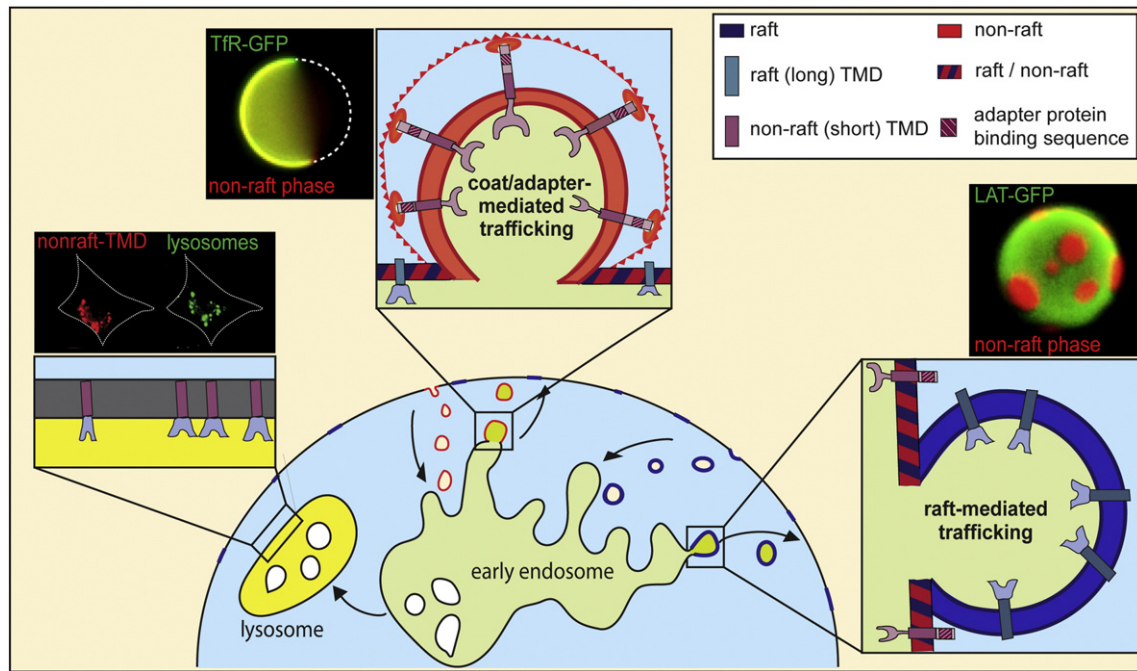 TfR-GFP
non-raft phase
nonraft-TMD lysosomes
coat/adapter-
mediated
trafficking
raft
non-raft
raft (long) TMD
raft / non-raft
non-raft (short) TMD
adapter protein
binding sequence
LAT-GFP
non-raft phase
raft-mediated
trafficking
early endosome
lysosome